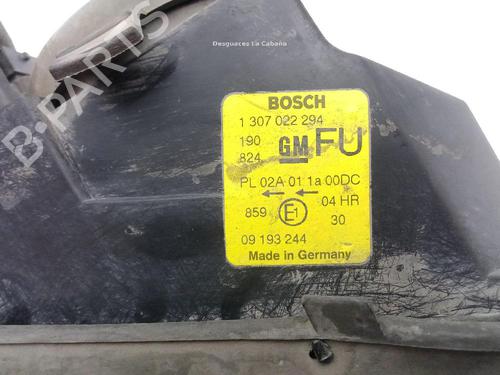 Desguaces La Cabaña
B-PARTS
BOSCH
1 307 022 294
190
824 GM FU
PL 02A 01 1a 00DC
859 E1 04 HR
30
09 193 244
Made in Germany